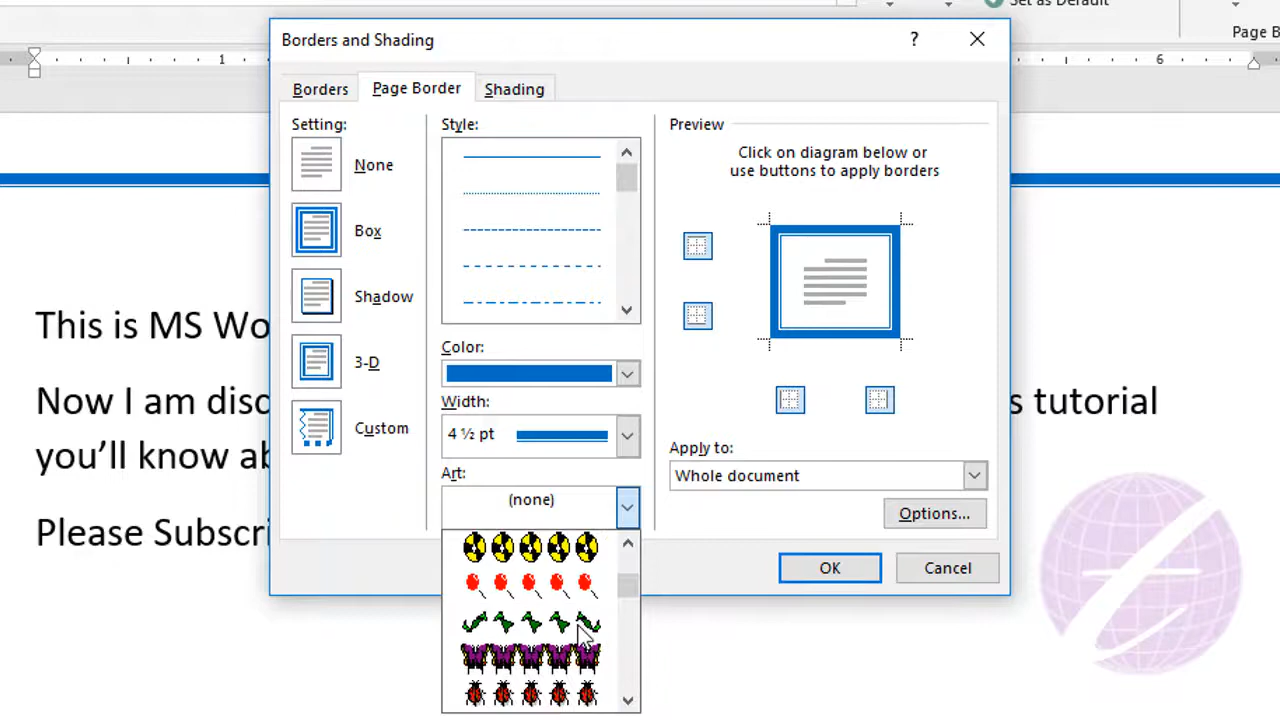 Set as Default
Page B
Borders and Shading
?
1
6
Borders
Page Border
Shading
Setting:
None
Box
Shadow
3-D
Custom
Style:
Color:
Width:
4 ½ pt
Art:
(none)
Preview
Click on diagram below or
use buttons to apply borders
Apply to:
Whole document
Options...
OK
Cancel
This is MS Wo
Now I am disc
s tutorial
you'll know ab
Please Subscri